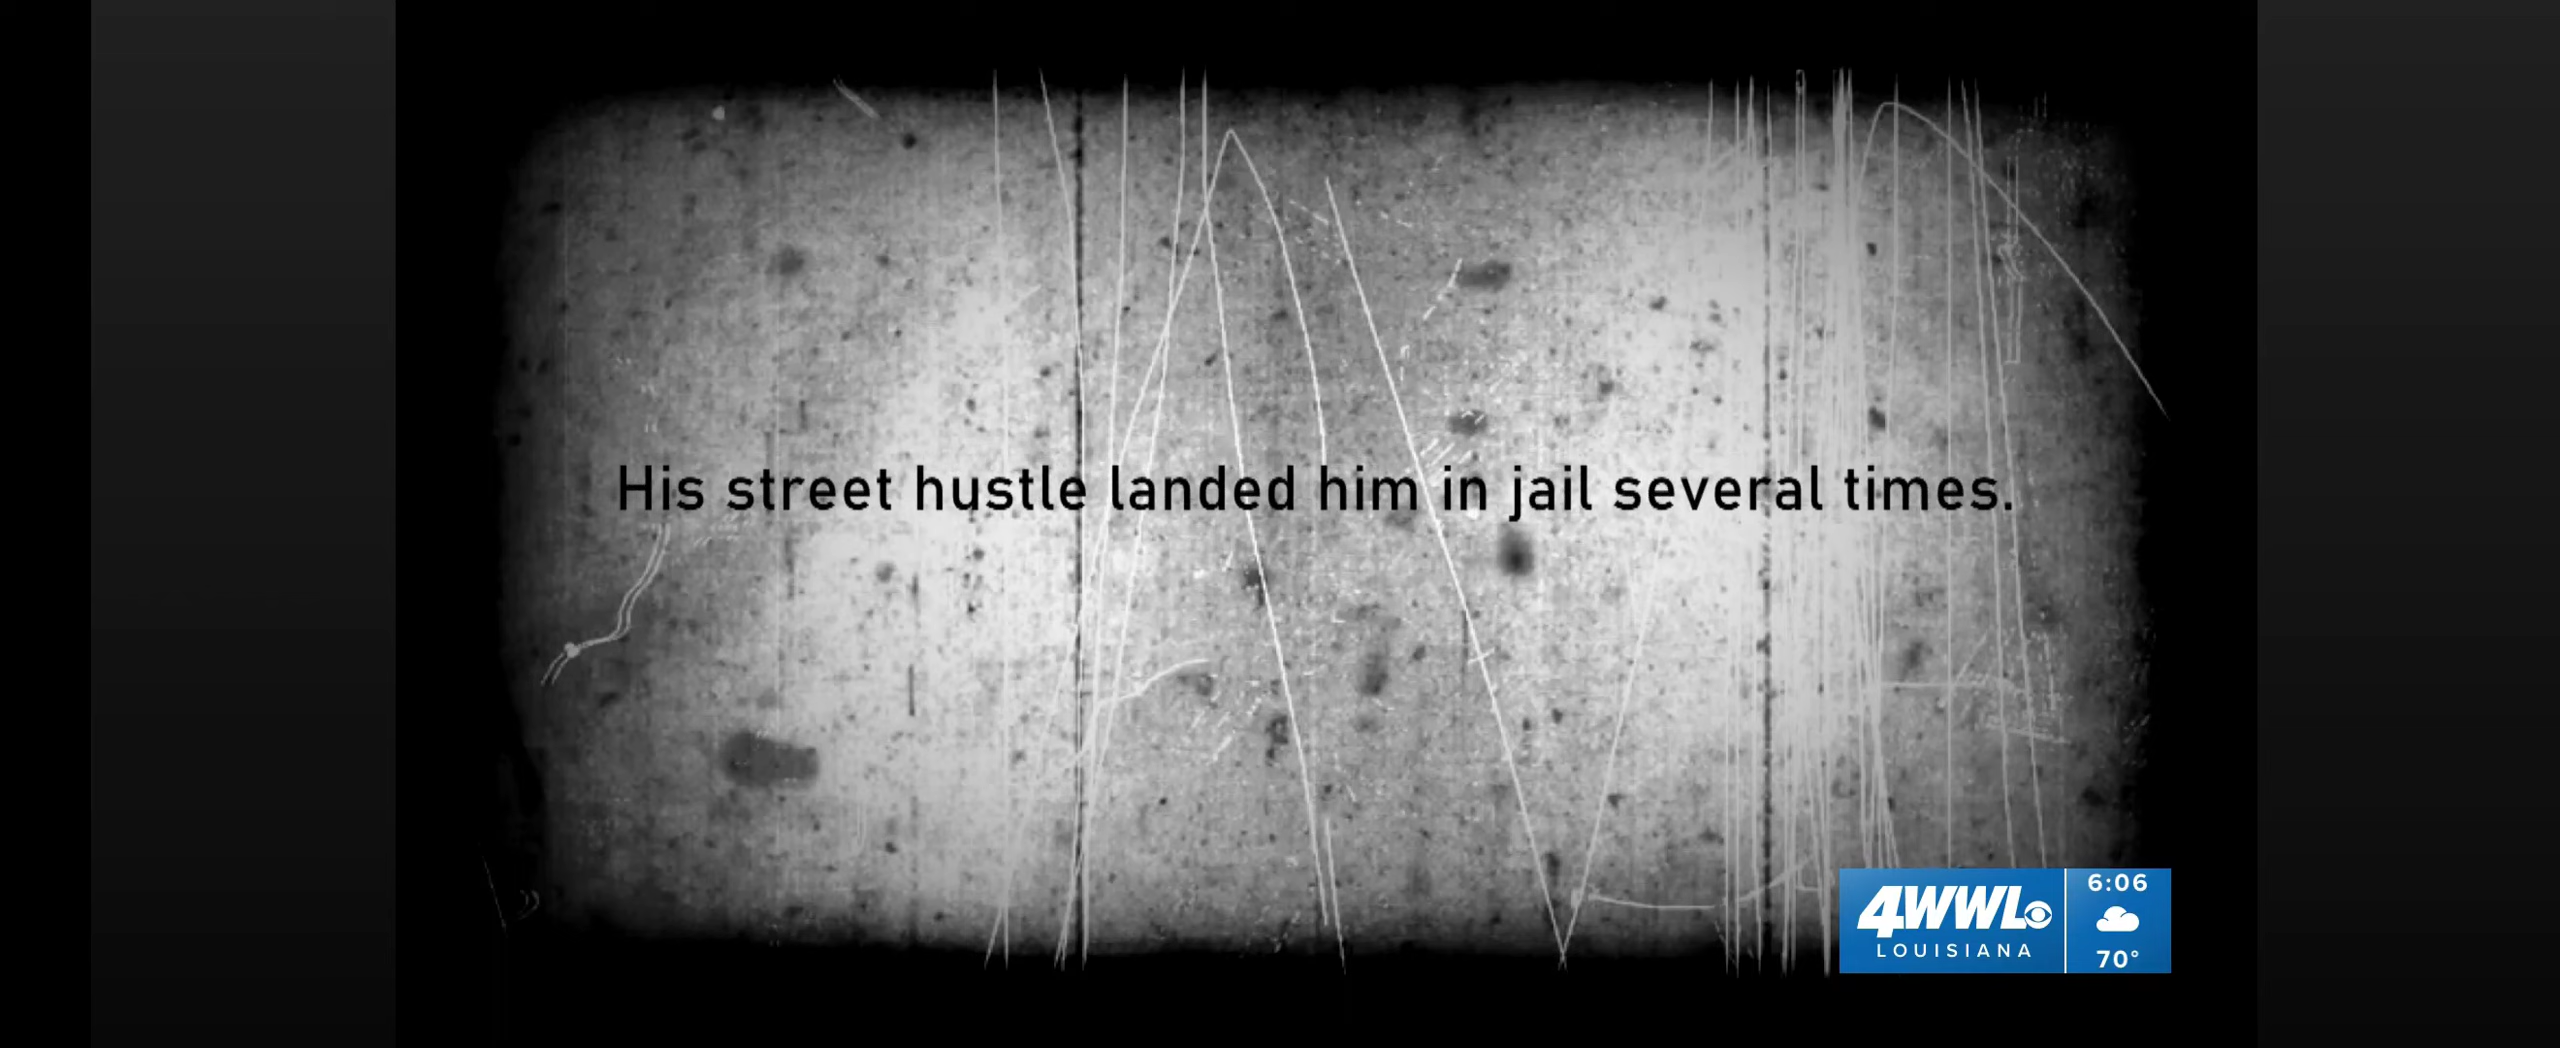 His street hustle landed him in jail several times.
4WWL
LOUISIANA
6:06
70°